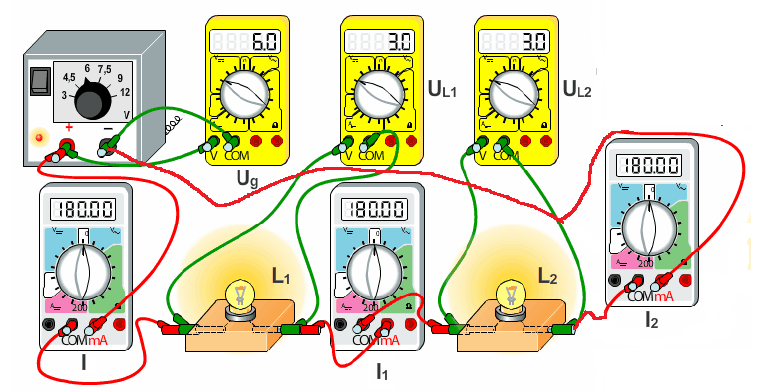 6.0
3.0
3.0
6
7,5
4,5
9
3
12
V
+
−
V COM
V COM
V COM
Ug
UL1
UL2
180.00
180.00
180.00
200
200
200
COM mA
COM mA
COM mA
L1
L2
I
I1
I2